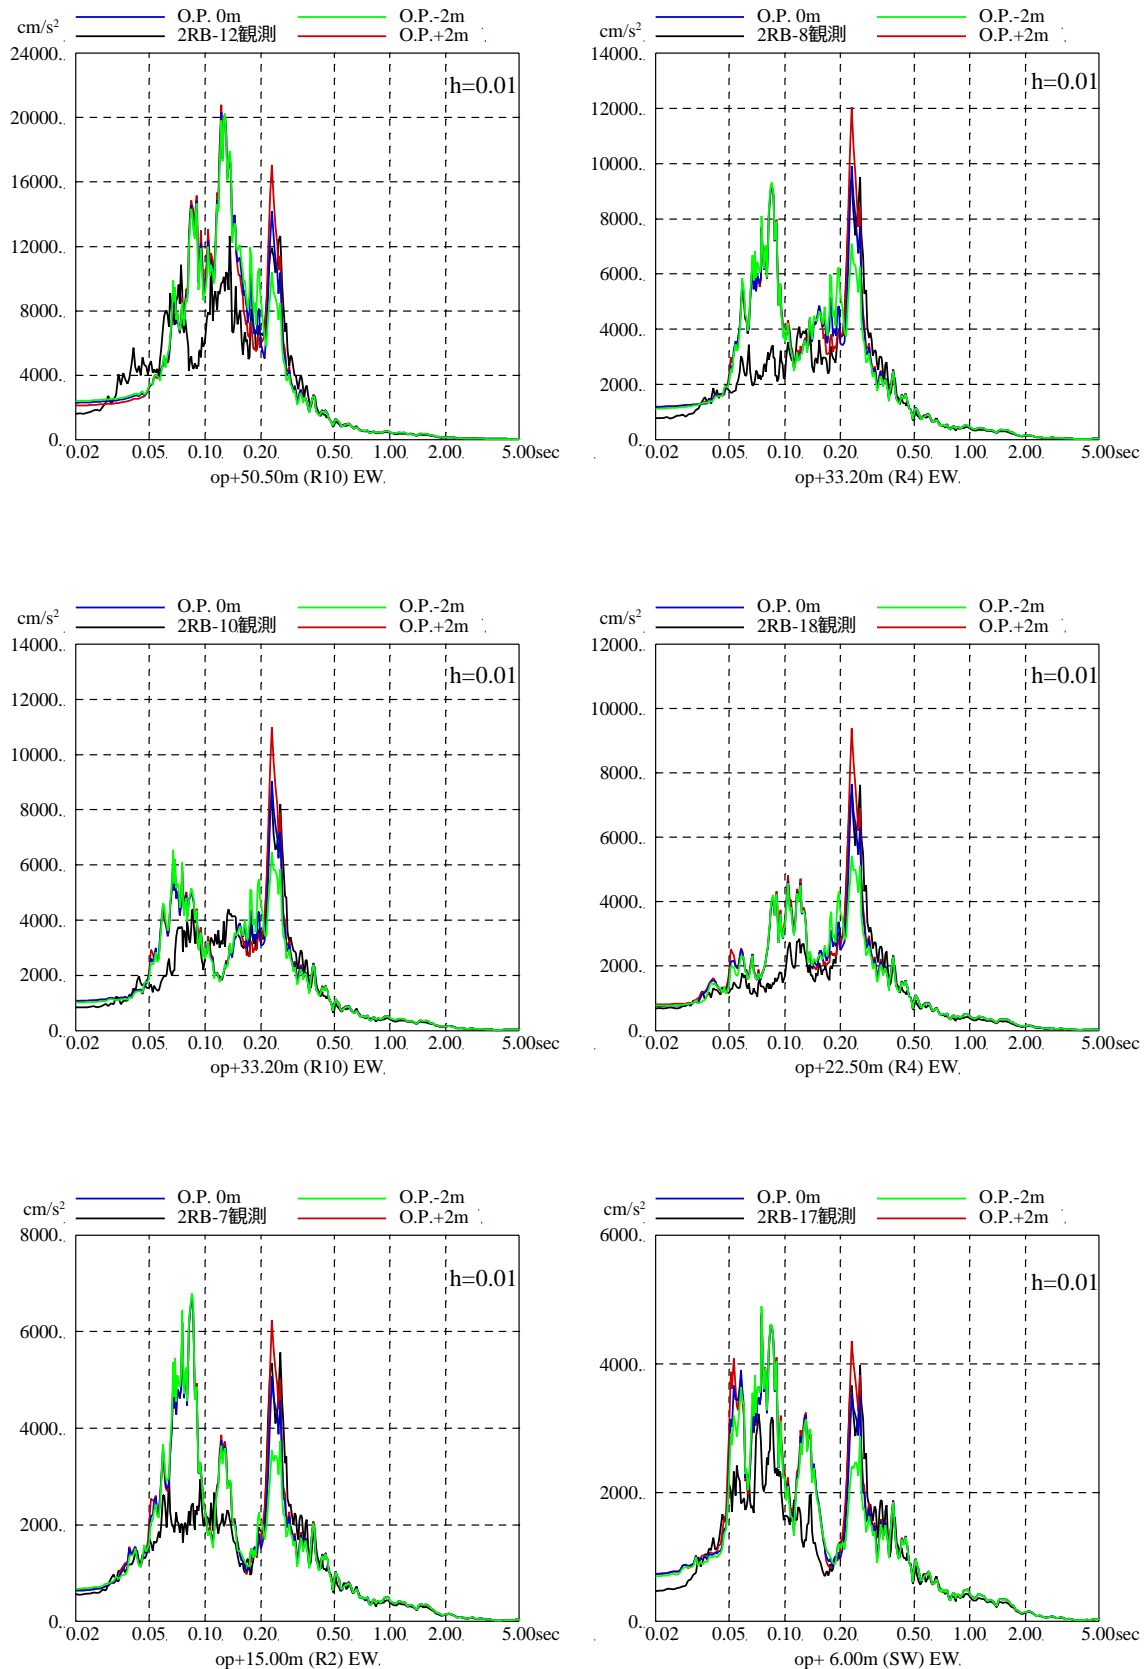 cm/s²
O.P. 0m
O.P.-2m
2RB-12観測
O.P.+2m
24000.
20000.
16000.
12000.
8000.
4000.
0.
h=0.01
0.02 0.05 0.10 0.20 0.50 1.00 2.00 5.00sec
op+50.50m (R10) EW
cm/s²
O.P. 0m
O.P.-2m
2RB-8観測
O.P.+2m
14000.
12000.
10000.
8000.
6000.
4000.
2000.
0.
h=0.01
0.02 0.05 0.10 0.20 0.50 1.00 2.00 5.00sec
op+33.20m (R4) EW
cm/s²
O.P. 0m
O.P.-2m
2RB-10観測
O.P.+2m
14000.
12000.
10000.
8000.
6000.
4000.
2000.
0.
h=0.01
0.02 0.05 0.10 0.20 0.50 1.00 2.00 5.00sec
op+33.20m (R10) EW
cm/s²
O.P. 0m
O.P.-2m
2RB-18観測
O.P.+2m
12000.
10000.
8000.
6000.
4000.
2000.
0.
h=0.01
0.02 0.05 0.10 0.20 0.50 1.00 2.00 5.00sec
op+22.50m (R4) EW
cm/s²
O.P. 0m
O.P.-2m
2RB-7観測
O.P.+2m
8000.
6000.
4000.
2000.
0.
h=0.01
0.02 0.05 0.10 0.20 0.50 1.00 2.00 5.00sec
op+15.00m (R2) EW
cm/s²
O.P. 0m
O.P.-2m
2RB-17観測
O.P.+2m
6000.
4000.
2000.
0.
h=0.01
0.02 0.05 0.10 0.20 0.50 1.00 2.00 5.00sec
op+ 6.00m (SW) EW